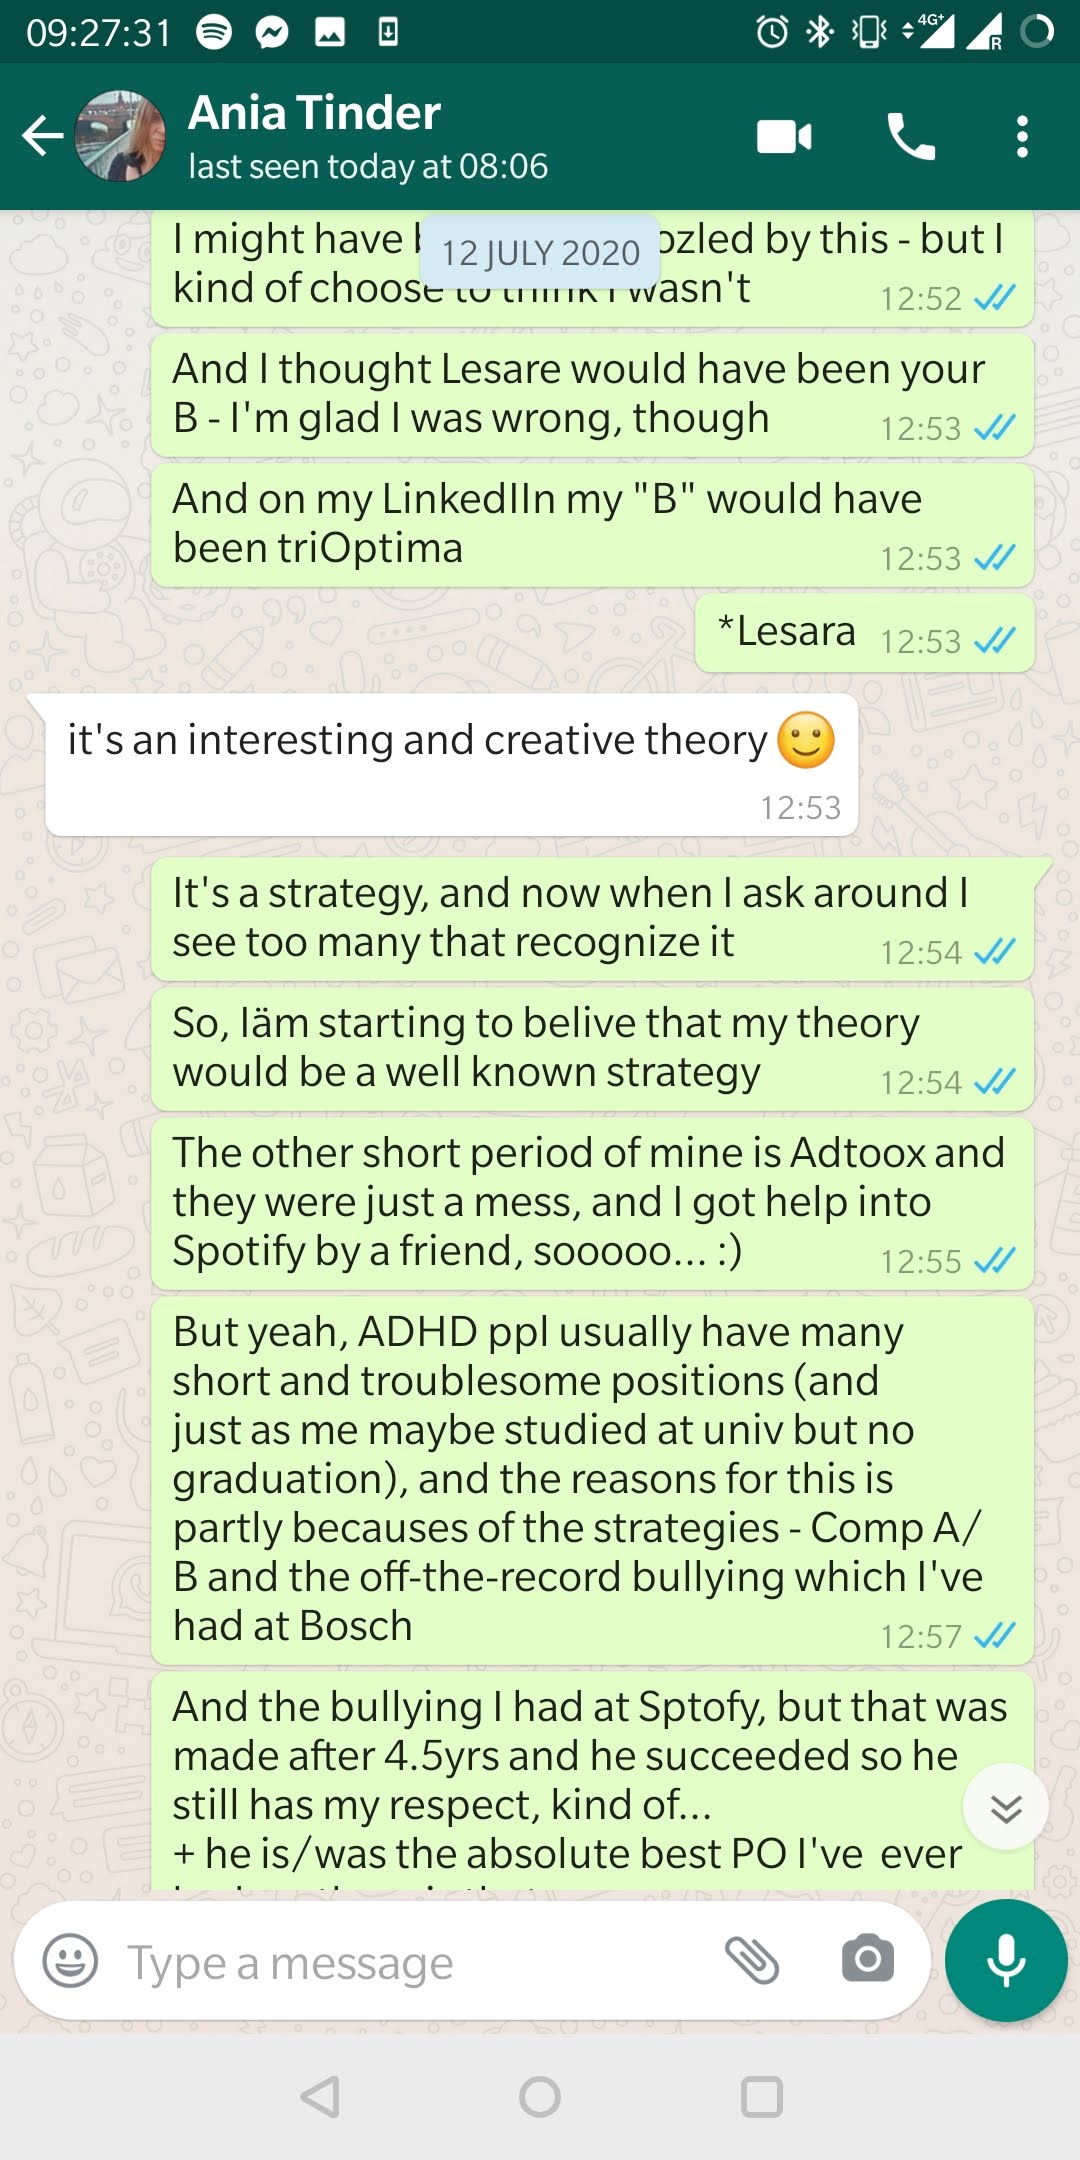 09:27:31
4G+
R
Ania Tinder
last seen today at 08:06
12 JULY 2020
I might have ozled by this - but I
kind of choose to think I wasn't 12:52
And I thought Lesare would have been your
B - I'm glad I was wrong, though 12:53
And on my LinkedIIn my "B" would have
been triOptima 12:53
*Lesara 12:53
it's an interesting and creative theory 🙂
12:53
It's a strategy, and now when I ask around I
see too many that recognize it 12:54
So, Iäm starting to belive that my theory
would be a well known strategy 12:54
The other short period of mine is Adtoox and
they were just a mess, and I got help into
Spotify by a friend, sooooo... :) 12:55
But yeah, ADHD ppl usually have many
short and troublesome positions (and
just as me maybe studied at univ but no
graduation), and the reasons for this is
partly becauses of the strategies - Comp A/
B and the off-the-record bullying which I've
had at Bosch 12:57
And the bullying I had at Sptofy, but that was
made after 4.5yrs and he succeeded so he
still has my respect, kind of...
+ he is/was the absolute best PO I've ever
Type a message